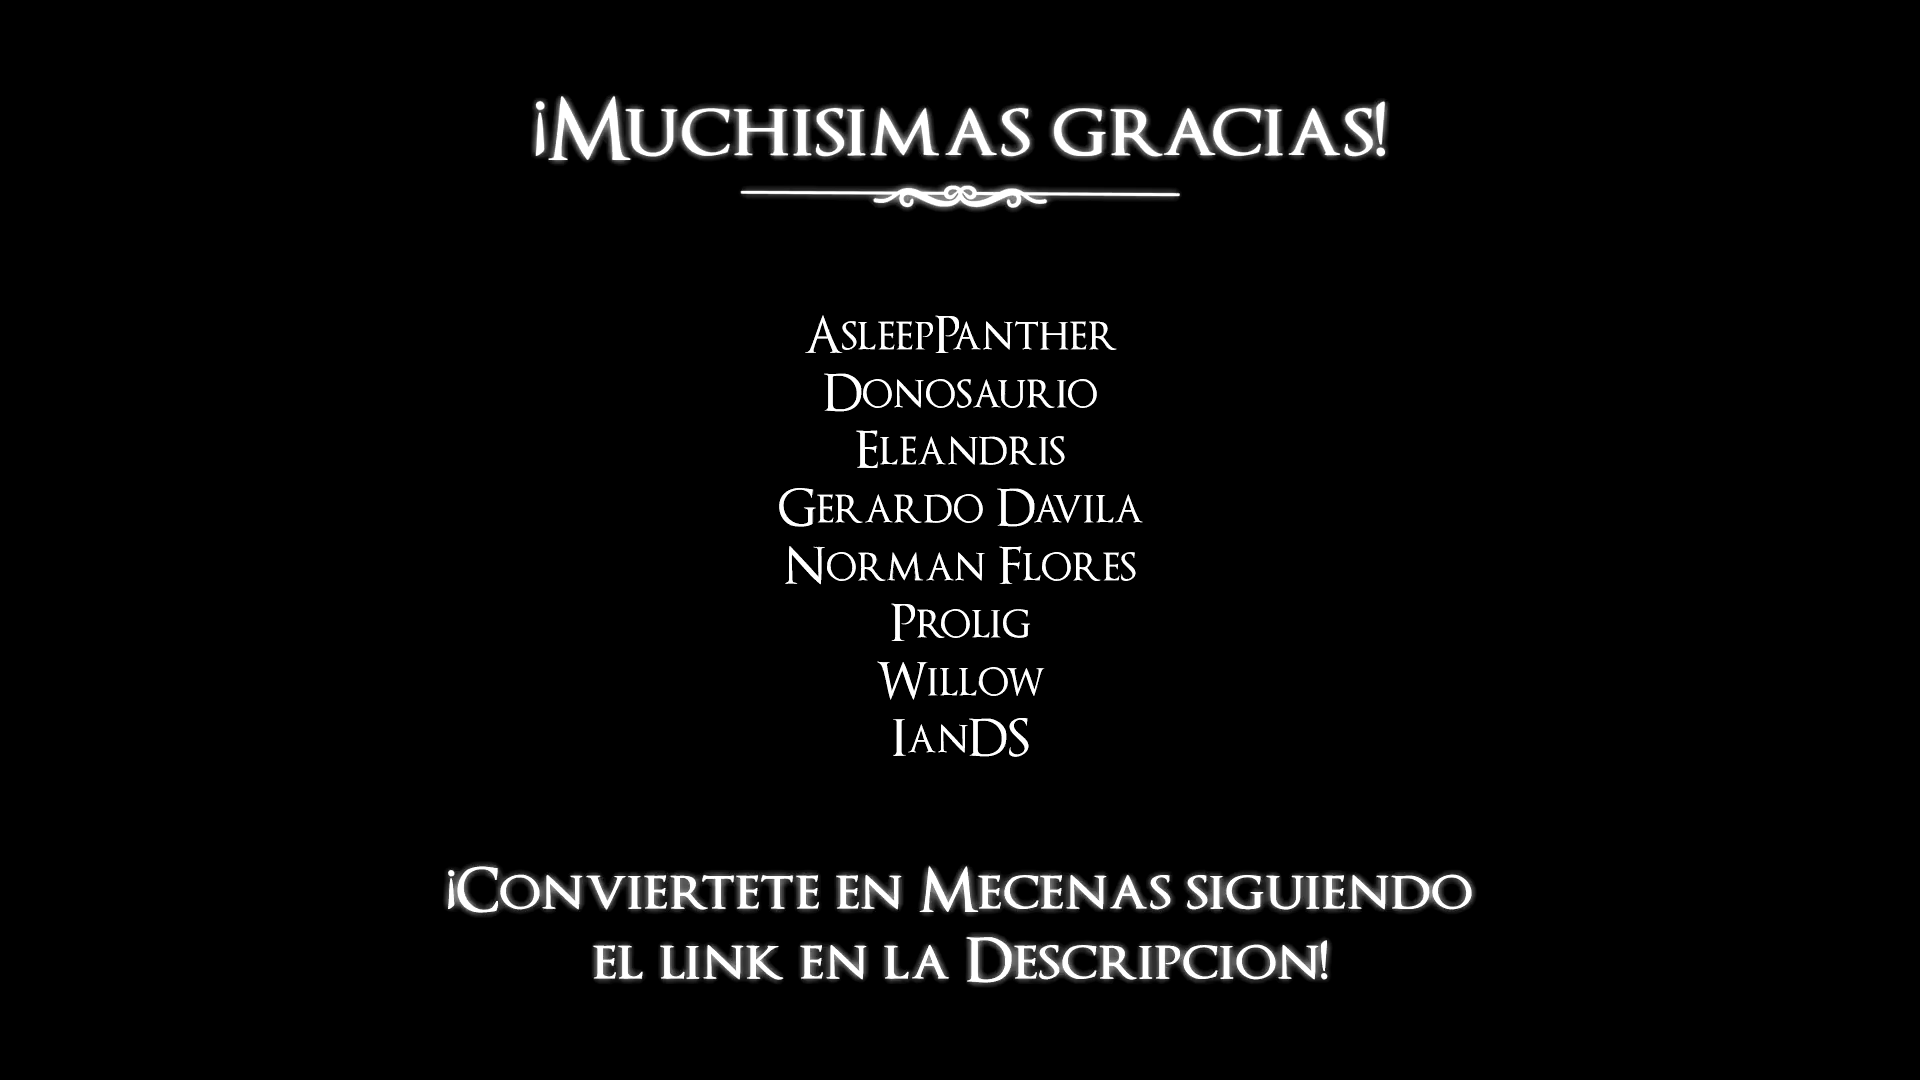 ¡Muchisimas gracias!
AsleepPanther
Donosaurio
Eleandris
Gerardo Davila
Norman Flores
Prolig
Willow
IanDS
¡Conviertete en Mecenas siguiendo
el link en la Descripcion!